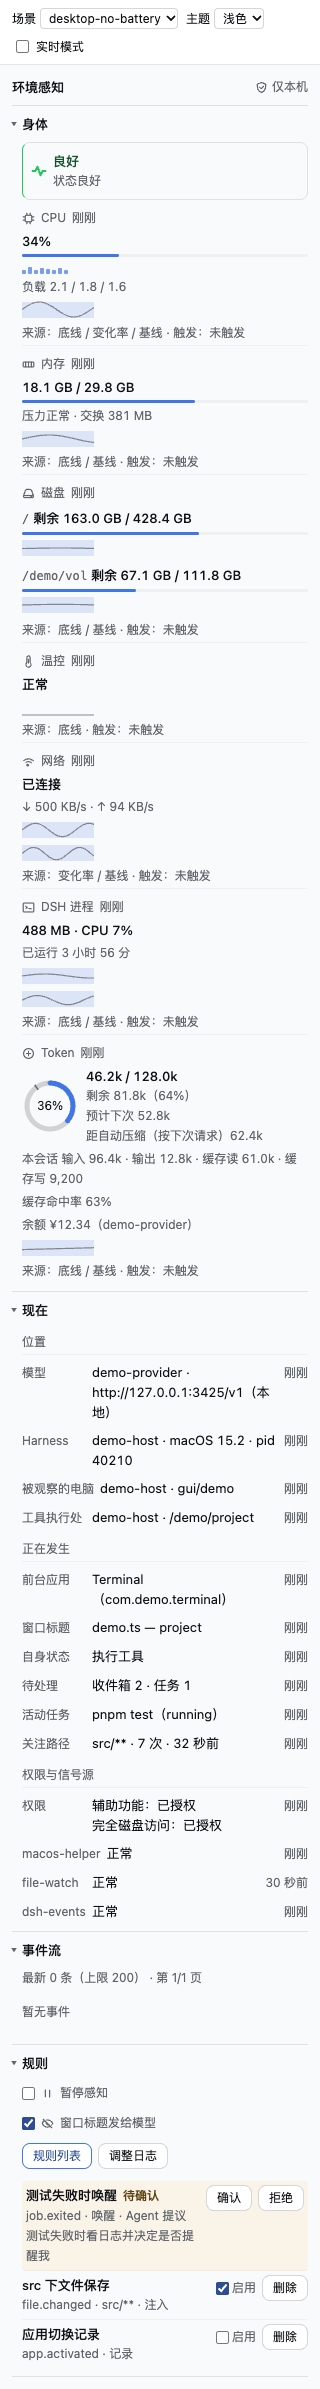 场景 desktop-no-battery 主题 浅色
实时模式
环境感知 仅本机
身体
良好
状态良好
CPU 刚刚
34%
负载 2.1 / 1.8 / 1.6
来源：底线 / 变化率 / 基线 · 触发：未触发
内存 刚刚
18.1 GB / 29.8 GB
压力正常 · 交换 381 MB
来源：底线 / 基线 · 触发：未触发
磁盘 刚刚
/ 剩余 163.0 GB / 428.4 GB
/demo/vol 剩余 67.1 GB / 111.8 GB
来源：底线 / 基线 · 触发：未触发
温控 刚刚
正常
来源：底线 · 触发：未触发
网络 刚刚
已连接
↓ 500 KB/s · ↑ 94 KB/s
来源：变化率 / 基线 · 触发：未触发
DSH 进程 刚刚
488 MB · CPU 7%
已运行 3 小时 56 分
来源：底线 / 基线 · 触发：未触发
Token 刚刚
36%
46.2k / 128.0k
剩余 81.8k（64%）
预计下次 52.8k
距自动压缩（按下次请求）62.4k
本会话 输入 96.4k · 输出 12.8k · 缓存读 61.0k · 缓
存写 9,200
缓存命中率 63%
余额 ¥12.34（demo-provider）
来源：底线 / 基线 · 触发：未触发
现在
位置
模型 demo-provider · 刚刚
http://127.0.0.1:3425/v1（本
地）
Harness demo-host · macOS 15.2 · pid 刚刚
40210
被观察的电脑 demo-host · gui/demo 刚刚
工具执行处 demo-host · /demo/project 刚刚
正在发生
前台应用 Terminal 刚刚
（com.demo.terminal）
窗口标题 demo.ts — project 刚刚
自身状态 执行工具 刚刚
待处理 收件箱 2 · 任务 1 刚刚
活动任务 pnpm test（running） 刚刚
关注路径 src/** · 7 次 · 32 秒前 刚刚
权限与信号源
权限 辅助功能：已授权 刚刚
完全磁盘访问：已授权
macos-helper 正常 刚刚
file-watch 正常 30 秒前
dsh-events 正常 刚刚
事件流
最新 0 条（上限 200） · 第 1/1 页
暂无事件
规则
暂停感知
窗口标题发给模型
规则列表 调整日志
测试失败时唤醒 待确认 确认 拒绝
job.exited · 唤醒 · Agent 提议
测试失败时看日志并决定是否提
醒我
src 下文件保存 启用 删除
file.changed · src/** · 注入
应用切换记录 启用 删除
app.activated · 记录